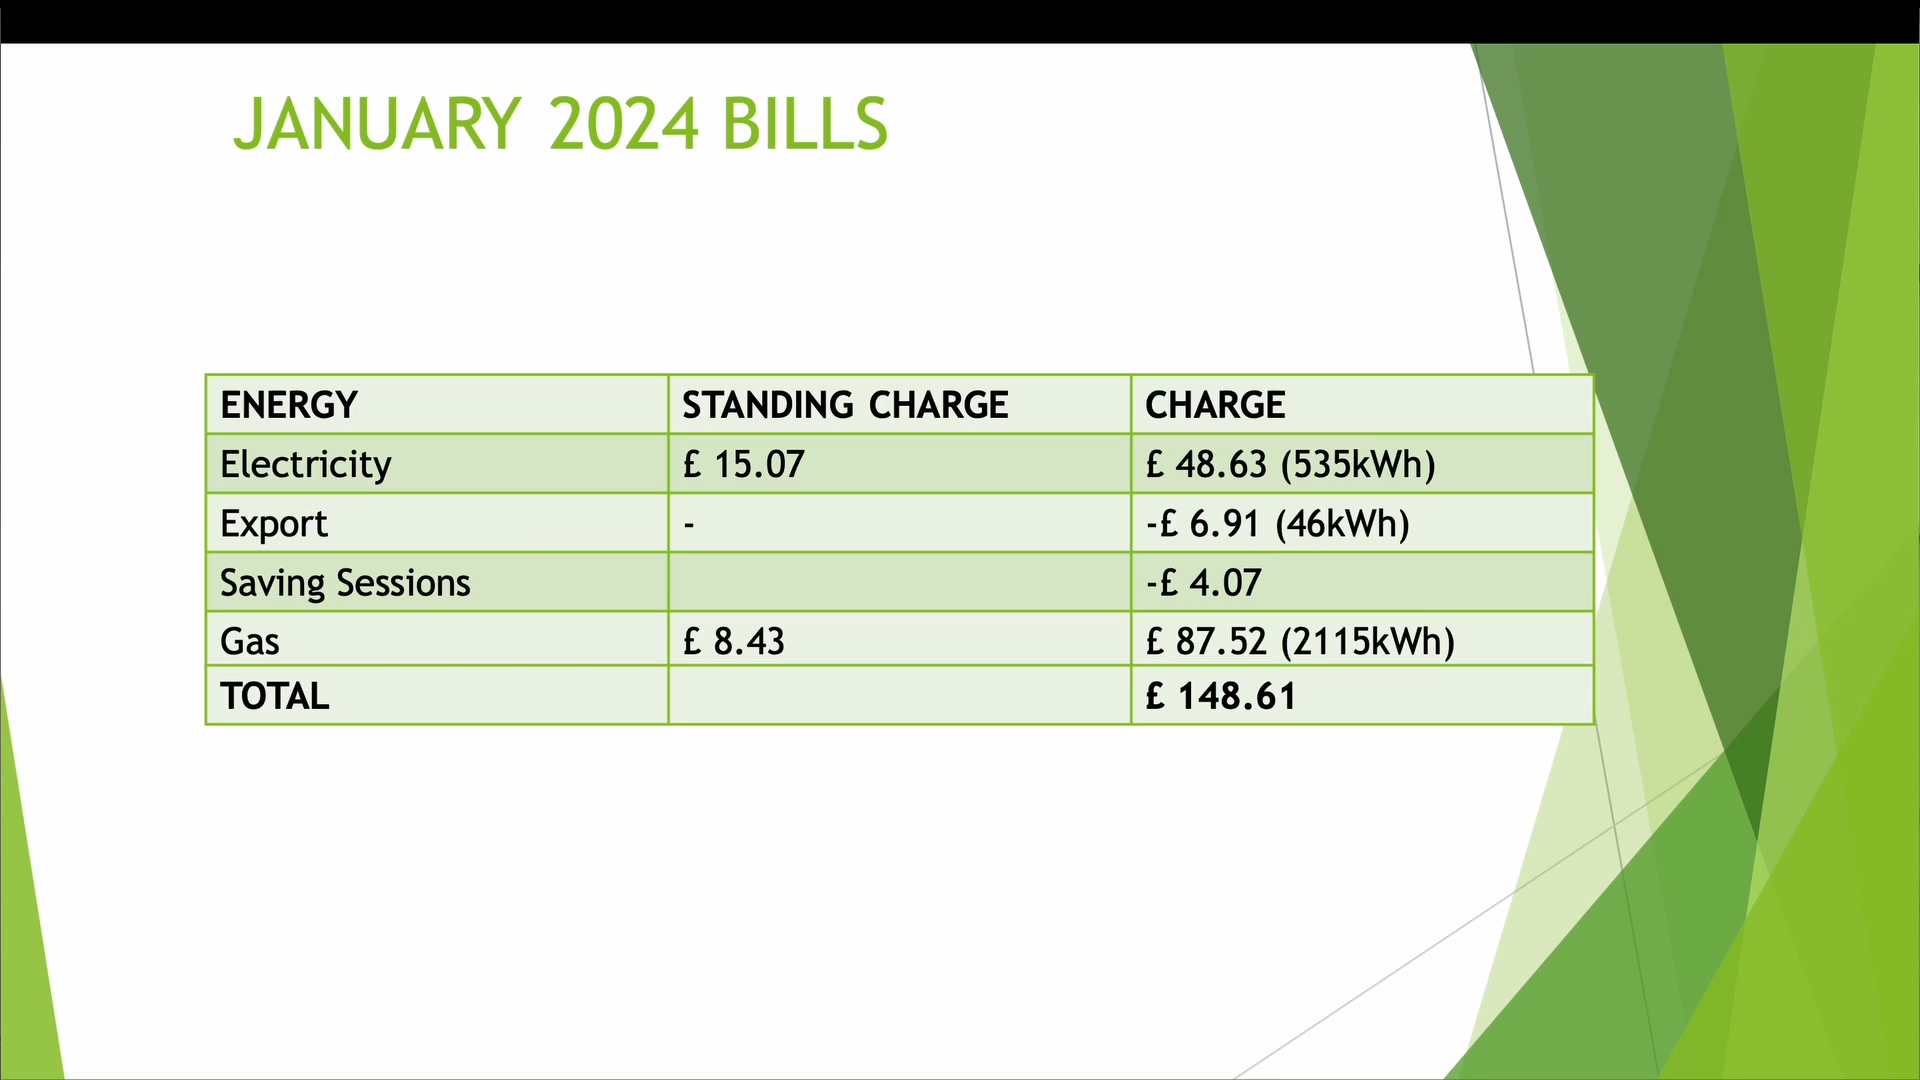 JANUARY 2024 BILLS
ENERGY STANDING CHARGE CHARGE
Electricity £ 15.07 £ 48.63 (535kWh)
Export - -£ 6.91 (46kWh)
Saving Sessions -£ 4.07
Gas £ 8.43 £ 87.52 (2115kWh)
TOTAL £ 148.61